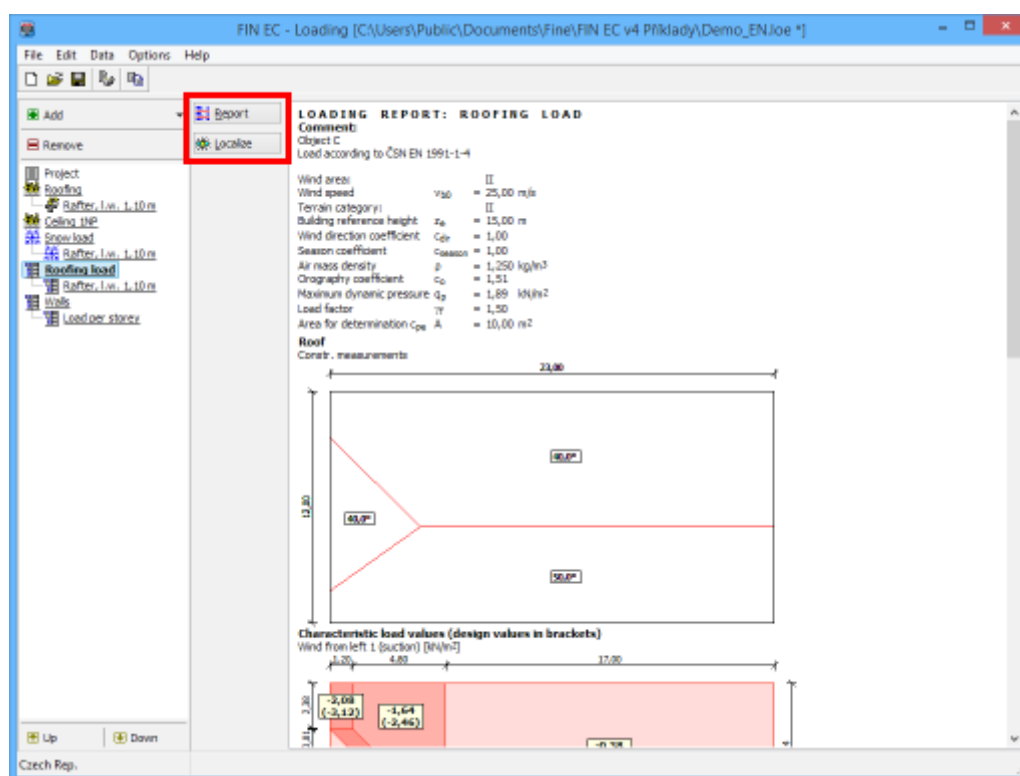 FIN EC - Loading [C:\Users\Public\Documents\Fine\FIN EC v4 Příklady\Demo_EN.loe *]
File Edit Data Options Help
Add
Remove
Project
Roofing
Rafter, l.w. 1,10 m
Ceiling 1NP
Snow load
Rafter, l.w. 1,10 m
Roofing load
Rafter, l.w. 1,10 m
Walls
Load per storey
Up Down
Czech Rep.
Report
Localize
LOADING REPORT: ROOFING LOAD
Comment:
Object C
Load according to ČSN EN 1991-1-4
Wind area: II
Wind speed vb0 = 25,00 m/s
Terrain category: II
Building reference height ze = 15,00 m
Wind direction coefficient cdir = 1,00
Season coefficient cseason = 1,00
Air mass density ρ = 1,250 kg/m3
Orography coefficient co = 1,51
Maximum dynamic pressure qp = 1,89 kN/m2
Load factor γf = 1,50
Area for determination cpe A = 10,00 m2
Roof
Constr. measurements
23,00
12,00
40,0°
40,0°
50,0°
Characteristic load values (design values in brackets)
Wind from left 1 (suction) [kN/m2]
1,20 4,80 17,00
-2,08
(-3,12)
-1,64
(-2,46)